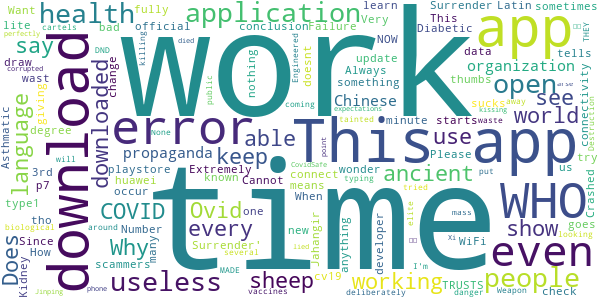 little Want fully official conclusion Failure Surrender Latin sometimes
bad health application Very This Diabetic learn NOW
perfectly cartels say DND app data tells
draw change killing died nothing Engineered Always doesnt update thumbs organization
wast giving corrupted something sucks open see connectivity
download downloaded work minute Chinese starts away world
error This app WHO
language able public None coming expectations tainted use Please us
Asthmatic degree propaganda keep point CovidSafe ancient try
3rd will playstore Extremely Cannot connect wonder Destruction
p7 huawei known means typing show even
tho occur COVID Ovid one When new Jahangir anything
Does type1 Number Why many every time put Crashed goes
Since around scammers Surrender' several cv19 tried elite mass WiFi people
Kidney How useless sheep lied developer working I'm Xi kissing looking
biological phone MADE vaccines deliberately danger TRUSTS Weapon check
Jinping THEY waste